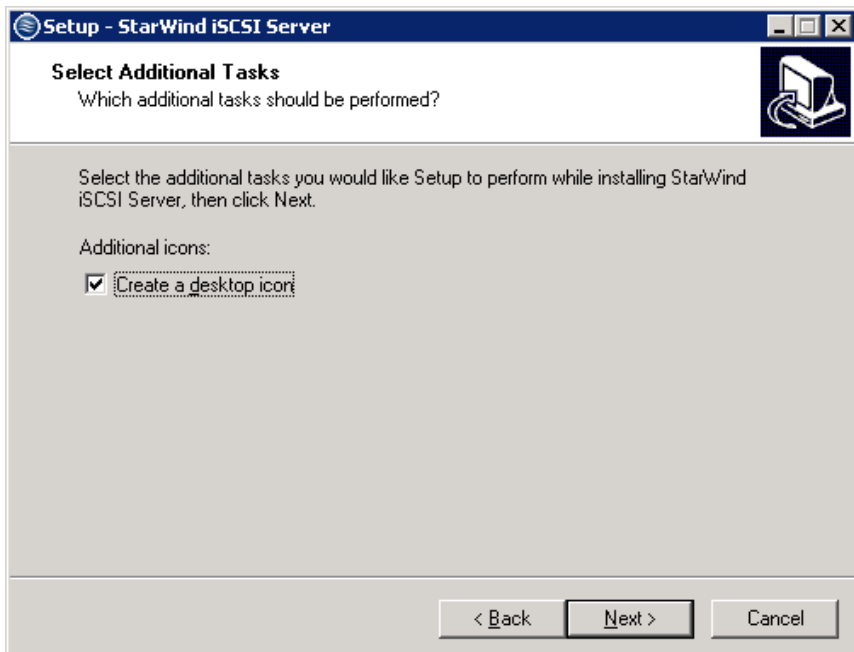 Setup - StarWind iSCSI Server
Select Additional Tasks
Which additional tasks should be performed?
Select the additional tasks you would like Setup to perform while installing StarWind
iSCSI Server, then click Next.
Additional icons:
Create a desktop icon
< Back Next > Cancel